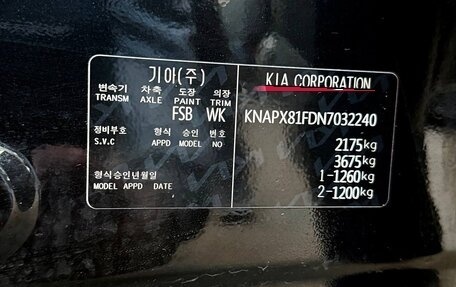 기아(주)
KIA CORPORATION
변속기 차축 도장 의장
TRANSM AXLE PAINT TRIM
FSB WK
KNAPX81FDN7032240
정비부호 형식 승인 번호
S.V.C APPD MODEL NO
2175kg
3675kg
1-1260kg
형식승인년월일
MODEL APPD DATE
2-1200kg